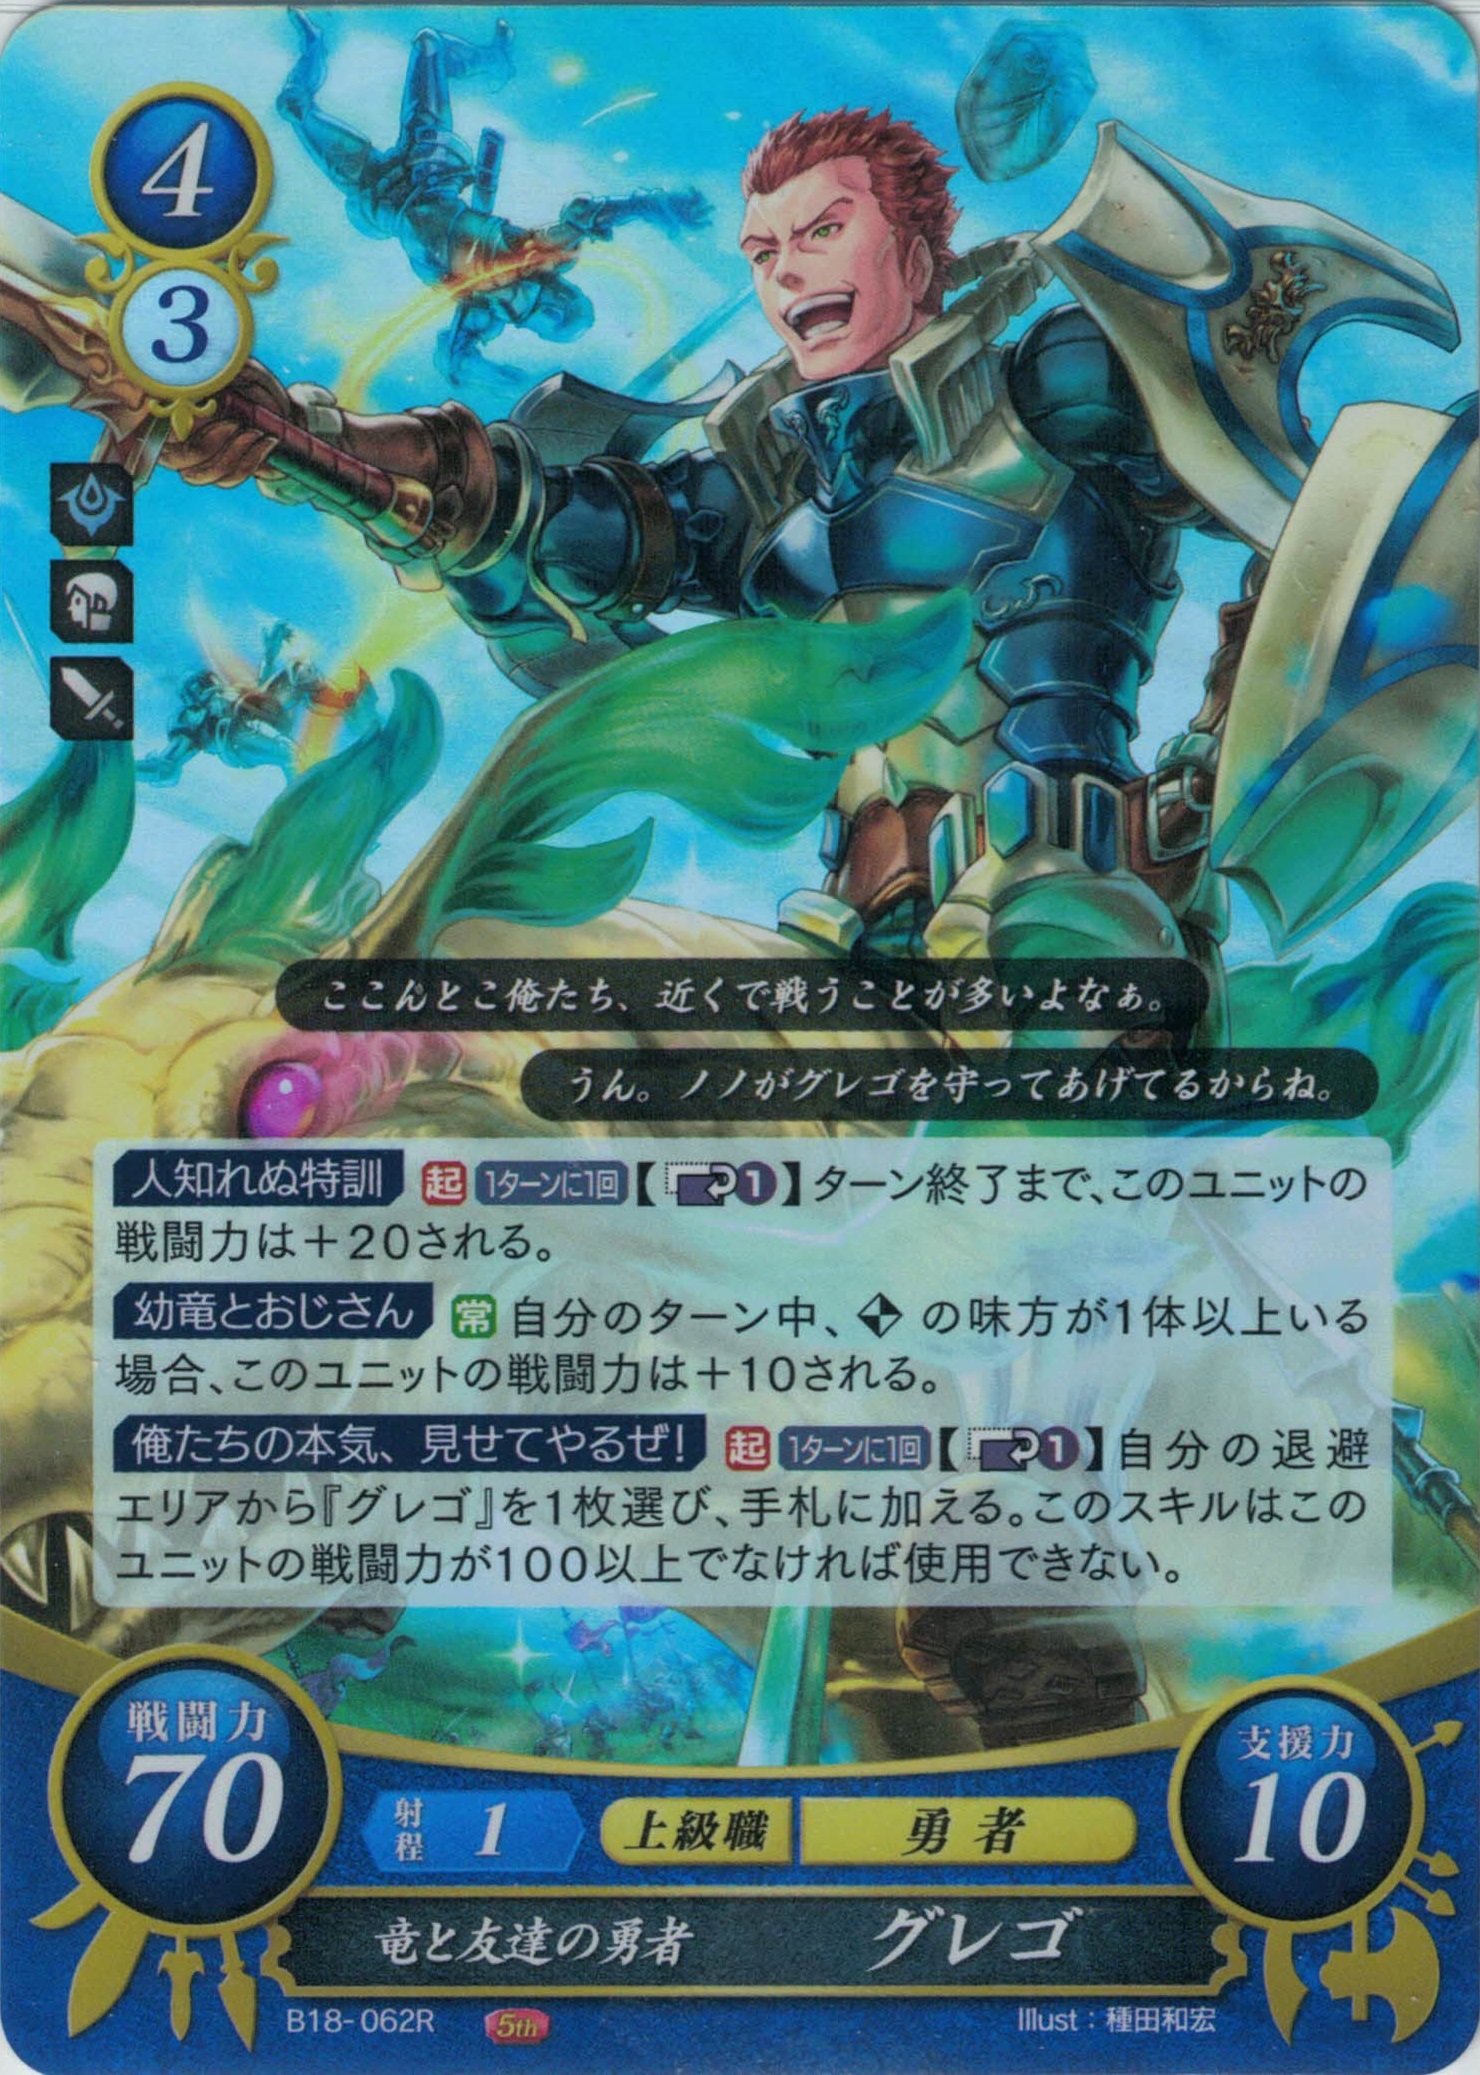 4
3
ここんとこ俺たち、近くで戦うことが多いよなぁ。
うん。ノノがグレゴを守ってあげてるからね。
人知れぬ特訓 起 1ターンに1回【1】ターン終了まで、このユニットの
戦闘力は＋20される。
幼竜とおじさん 常 自分のターン中、の味方が1体以上いる
場合、このユニットの戦闘力は＋10される。
俺たちの本気、見せてやるぜ！ 起 1ターンに1回【1】自分の退避
エリアから『グレゴ』を1枚選び、手札に加える。このスキルはこの
ユニットの戦闘力が100以上でなければ使用できない。
戦闘力
70
射程 1
上級職 勇者
支援力
10
竜と友達の勇者 グレゴ
B18-062R 5th Illust：種田和宏